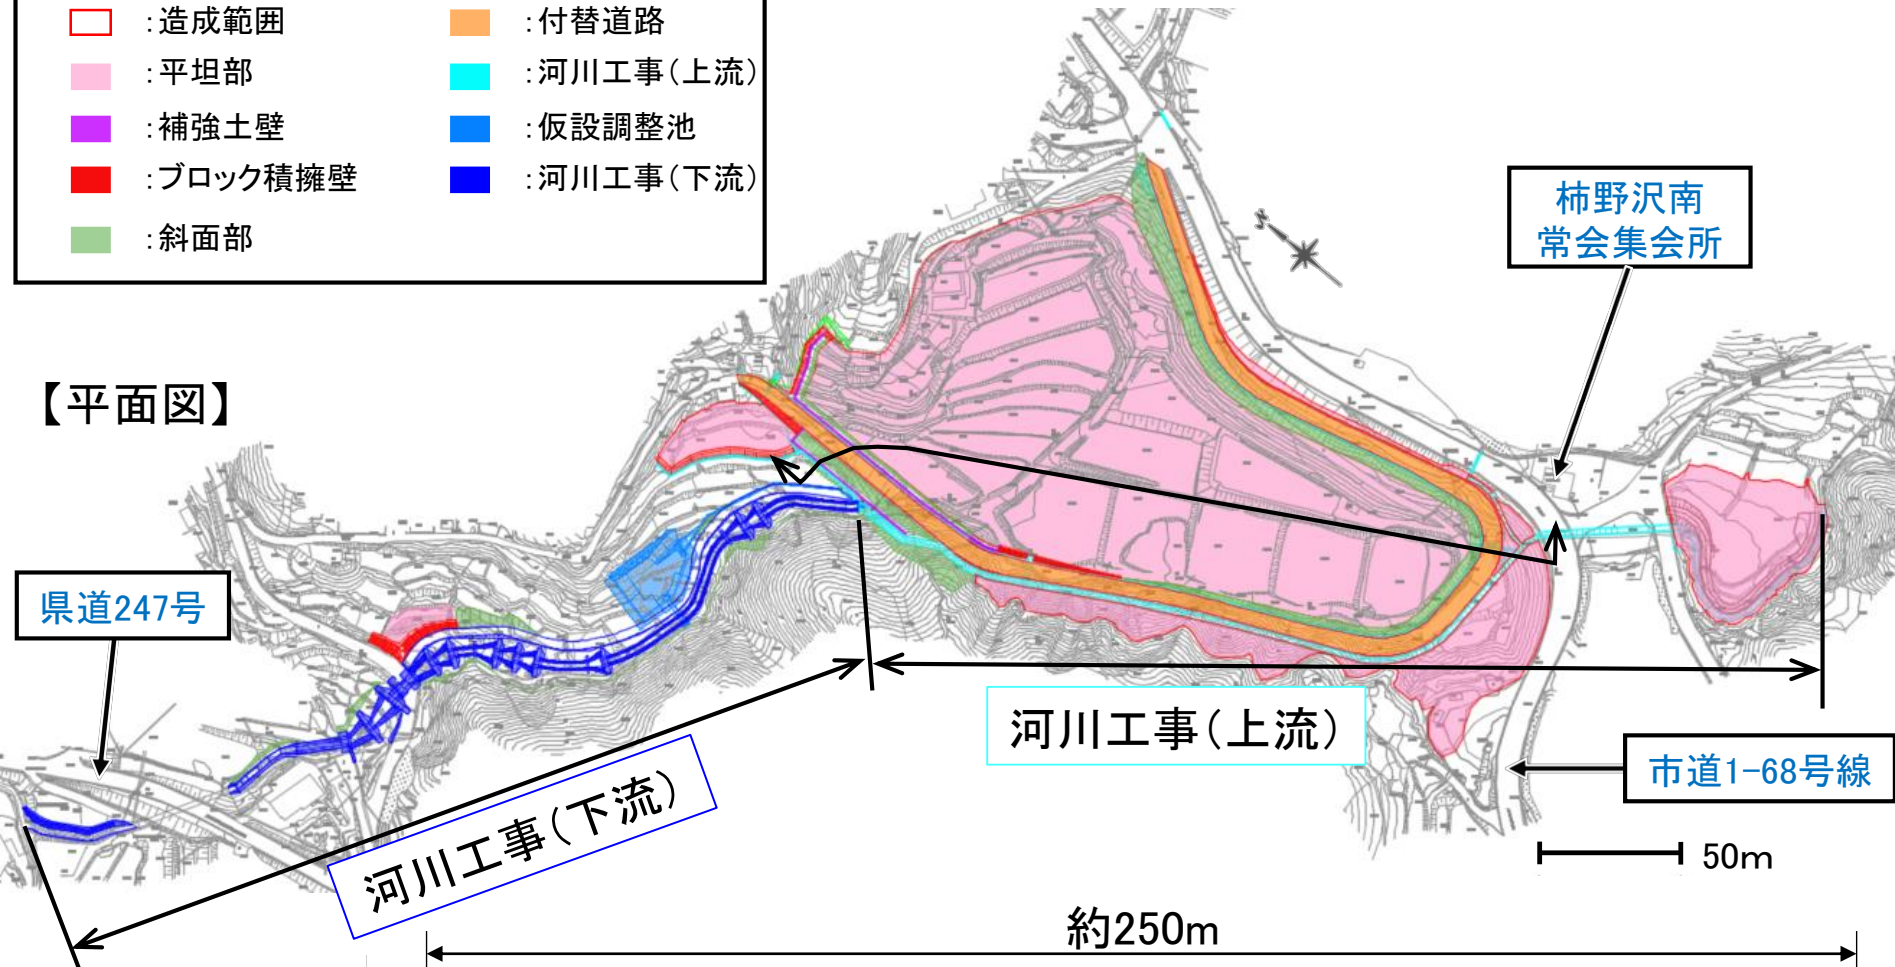 :造成範囲
:付替道路
:平坦部
:河川工事(上流)
:補強土壁
:仮設調整池
:ブロック積擁壁
:河川工事(下流)
:斜面部
柿野沢南
常会集会所
N
【平面図】
県道247号
河川工事(上流)
市道1-68号線
河川工事(下流)
50m
約250m